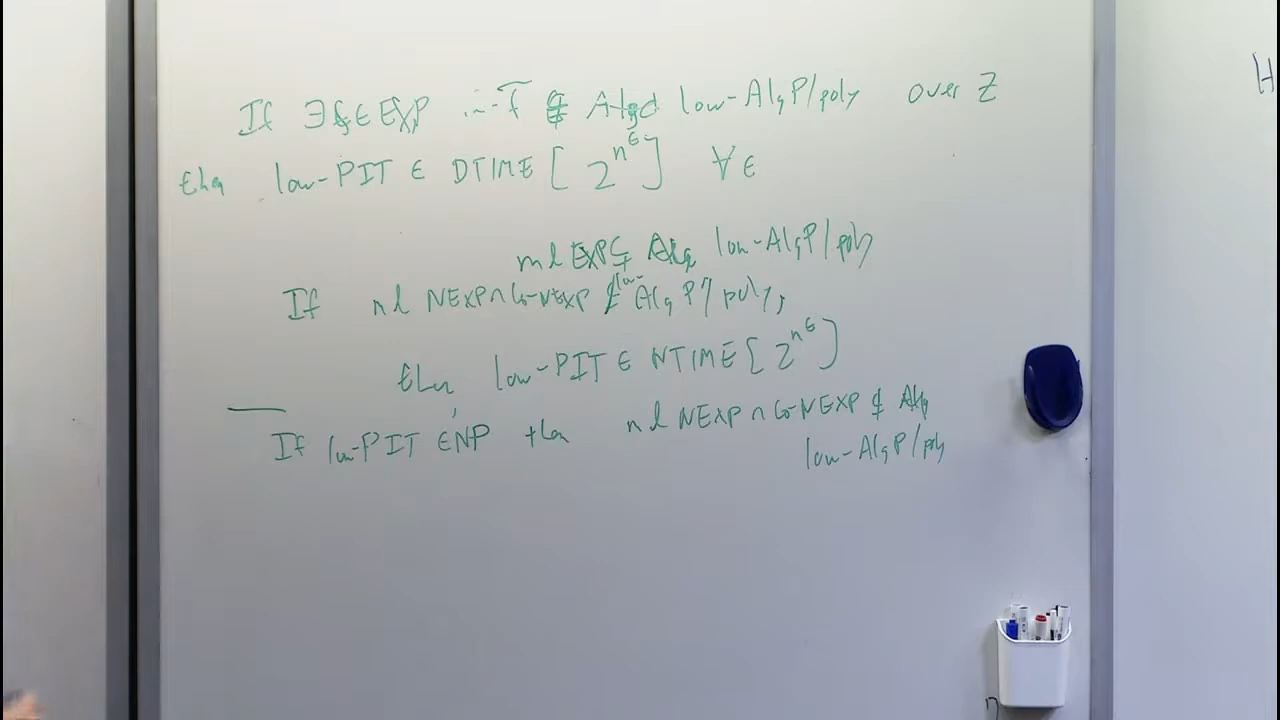 If ∃ f ∈ EXP f̃ ∉ low-AlgP/poly over Z
then low-PIT ∈ DTIME[2^{n^ε}] ∀ε
ml EXP ⊊ low-AlgP/poly
If ml NEXP∩co-NEXP ⊄ low-AlgP/poly,
then low-PIT ∈ NTIME[2^{n^ε}]
If low-PIT ∈ NP then ml NEXP∩co-NEXP ⊄ Alg
low-AlgP/poly
H
n